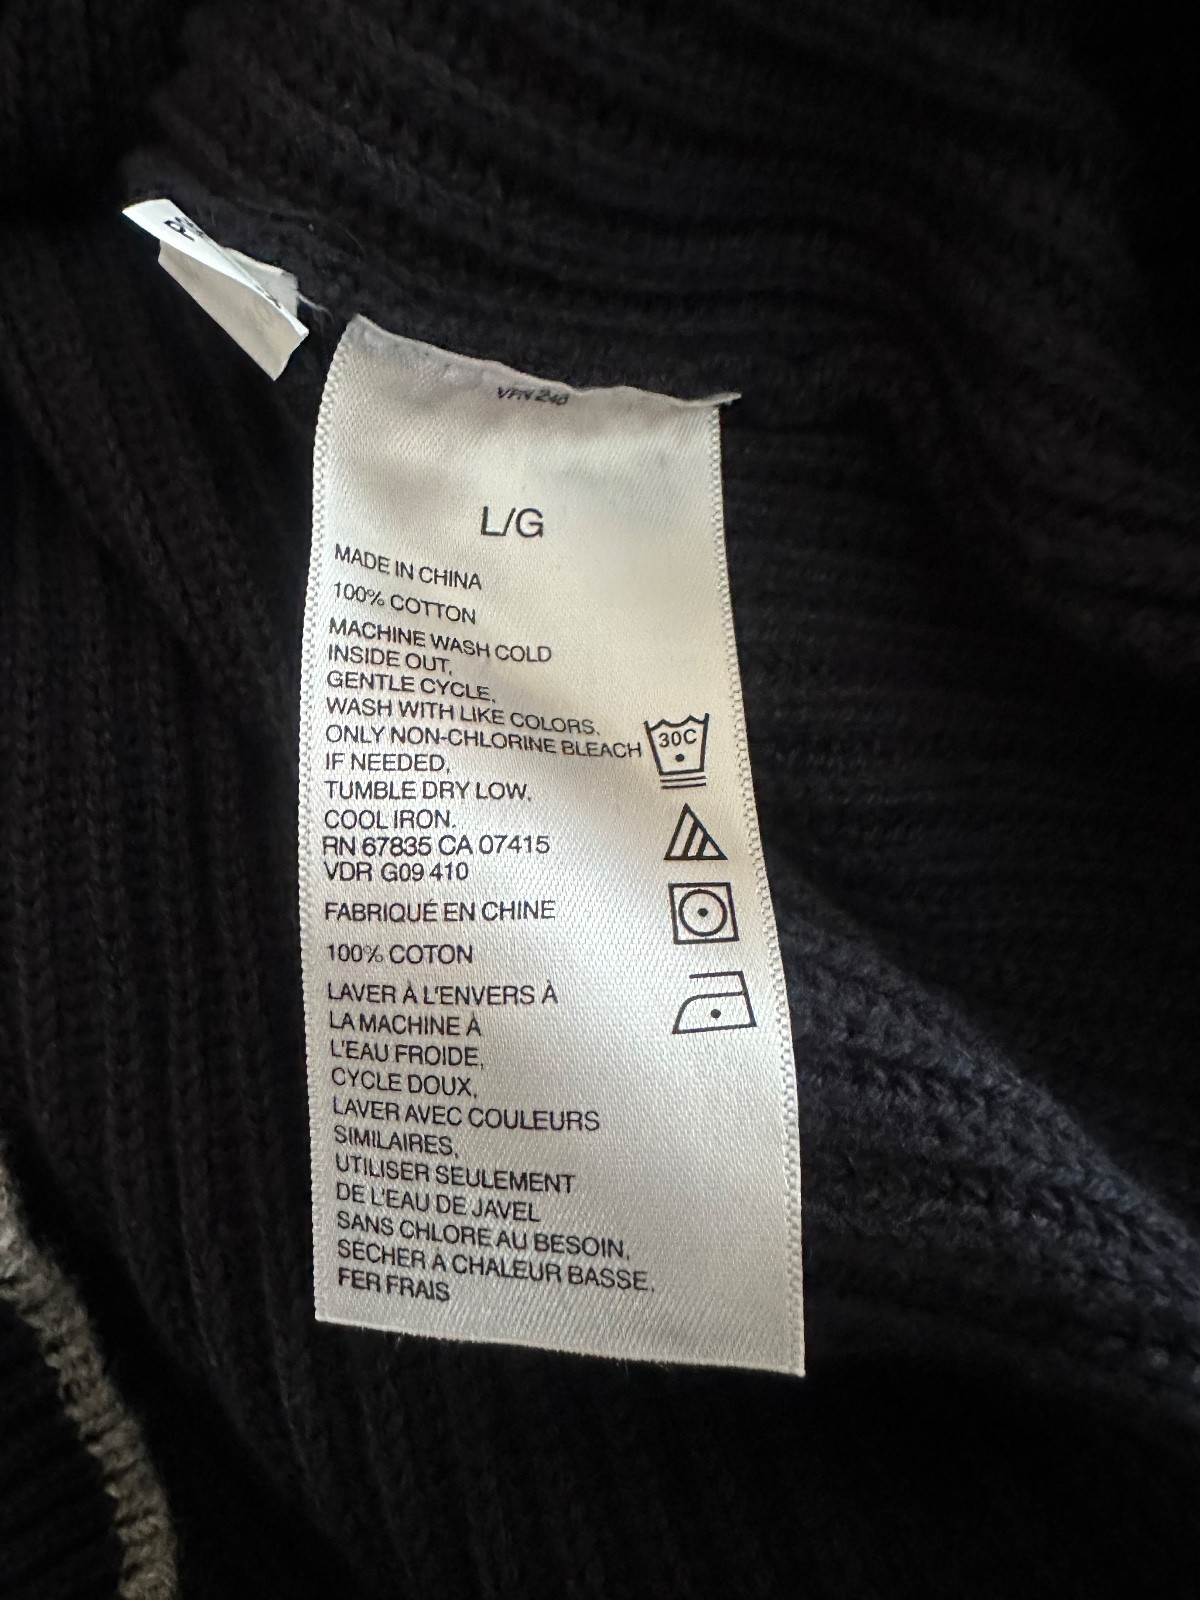 L/G
MADE IN CHINA
100% COTTON
MACHINE WASH COLD
INSIDE OUT,
GENTLE CYCLE,
WASH WITH LIKE COLORS,
ONLY NON-CHLORINE BLEACH
IF NEEDED,
TUMBLE DRY LOW,
COOL IRON.
RN 67835 CA 07415
VDR G09 410
FABRIQUÉ EN CHINE
100% COTON
LAVER À L'ENVERS À
LA MACHINE À
L'EAU FROIDE,
CYCLE DOUX,
LAVER AVEC COULEURS
SIMILAIRES,
UTILISER SEULEMENT
DE L'EAU DE JAVEL
SANS CHLORE AU BESOIN,
SECHER A CHALEUR BASSE,
FER FRAIS
30C